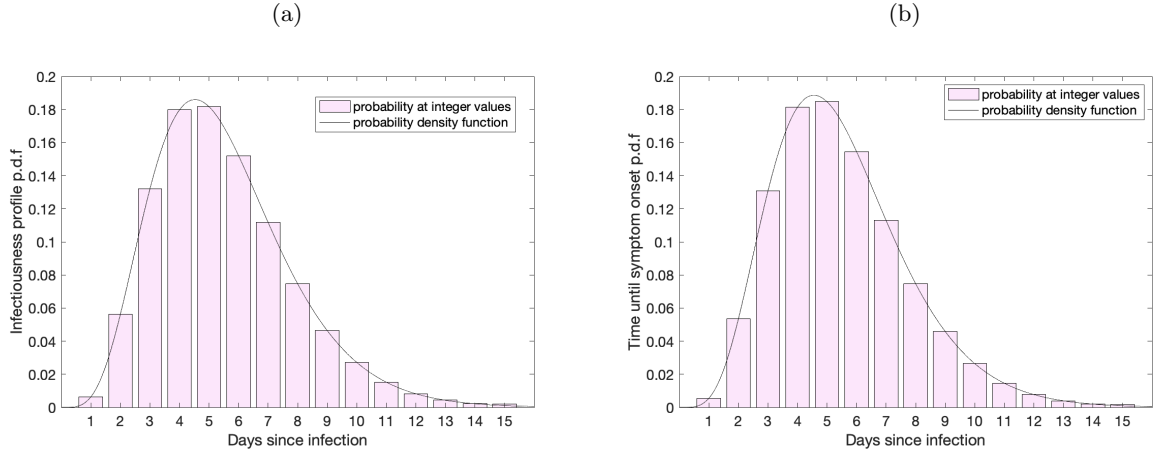 (a)
Infectiousness profile p.d.f
0.2
0.18
0.16
0.14
0.12
0.1
0.08
0.06
0.04
0.02
0
probability at integer values
probability density function
1 2 3 4 5 6 7 8 9 10 11 12 13 14 15
Days since infection
(b)
Time until symptom onset p.d.f
0.2
0.18
0.16
0.14
0.12
0.1
0.08
0.06
0.04
0.02
0
probability at integer values
probability density function
1 2 3 4 5 6 7 8 9 10 11 12 13 14 15
Days since infection